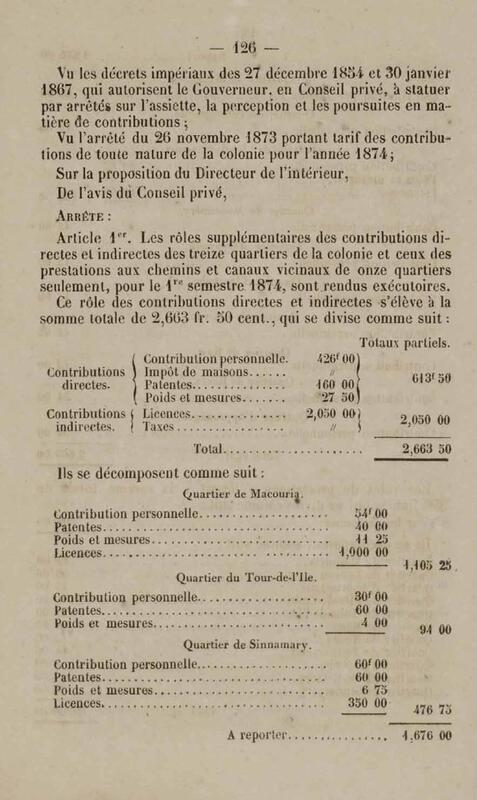 — 126 —
Vu les décrets impériaux des 27 décembre 1854 et 30 janvier
1867, qui autorisent le Gouverneur, en Conseil privé, à statuer
par arrêtés sur l'assiette, la perception et les poursuites en ma-
tière de contributions ;
Vu l'arrêté du 26 novembre 1873 portant tarif des contribu-
tions de toute nature de la colonie pour l'année 1874;
Sur la proposition du Directeur de l'intérieur,
De l'avis du Conseil privé,
ARRÊTE :
Article 1er. Les rôles supplémentaires des contributions di-
rectes et indirectes des treize quartiers de la colonie et ceux des
prestations aux chemins et canaux vicinaux de onze quartiers
seulement, pour le 1re semestre 1874, sont rendus exécutoires.
Ce rôle des contributions directes et indirectes s'élève à la
somme totale de 2,663 fr. 50 cent., qui se divise comme suit :
Totaux partiels.
Contributions directes. { Contribution personnelle. 426f 00
Impôt de maisons...... //
Patentes.............. 160 00
Poids et mesures....... 27 50 } 613f 50
Contributions indirectes. { Licences.............. 2,050 00
Taxes.................. // } 2,050 00
Total...................... 2,663 50
Ils se décomposent comme suit :
Quartier de Macouria.
Contribution personnelle.................... 54f 00
Patentes.................................... 40 00
Poids et mesures............................ 11 25
Licences.................................... 1,000 00
1,105 25
Quartier du Tour-de-l'Ile.
Contribution personnelle.................... 30f 00
Patentes.................................... 60 00
Poids et mesures............................ 4 00
94 00
Quartier de Sinnamary.
Contribution personnelle.................... 60f 00
Patentes.................................... 60 00
Poids et mesures............................ 6 75
Licences.................................... 350 00
476 75
A reporter................ 1,676 00